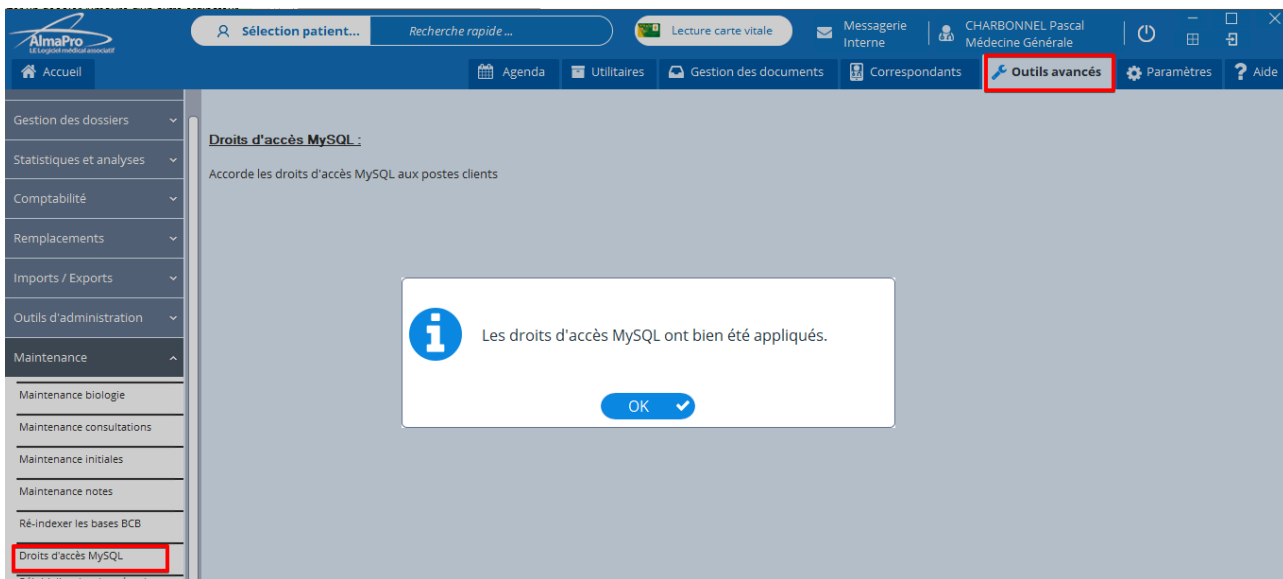 AlmaPro
LE Logiciel médical associatif
Sélection patient...
Recherche rapide ...
Lecture carte vitale
Messagerie
Interne
CHARBONNEL Pascal
Médecine Générale
Accueil
Agenda
Utilitaires
Gestion des documents
Correspondants
Outils avancés
Paramètres
? Aide
Gestion des dossiers
Statistiques et analyses
Comptabilité
Remplacements
Imports / Exports
Outils d'administration
Maintenance
Maintenance biologie
Maintenance consultations
Maintenance initiales
Maintenance notes
Ré-indexer les bases BCB
Droits d'accès MySQL
Droits d'accès MySQL :
Accorde les droits d'accès MySQL aux postes clients
Les droits d'accès MySQL ont bien été appliqués.
OK